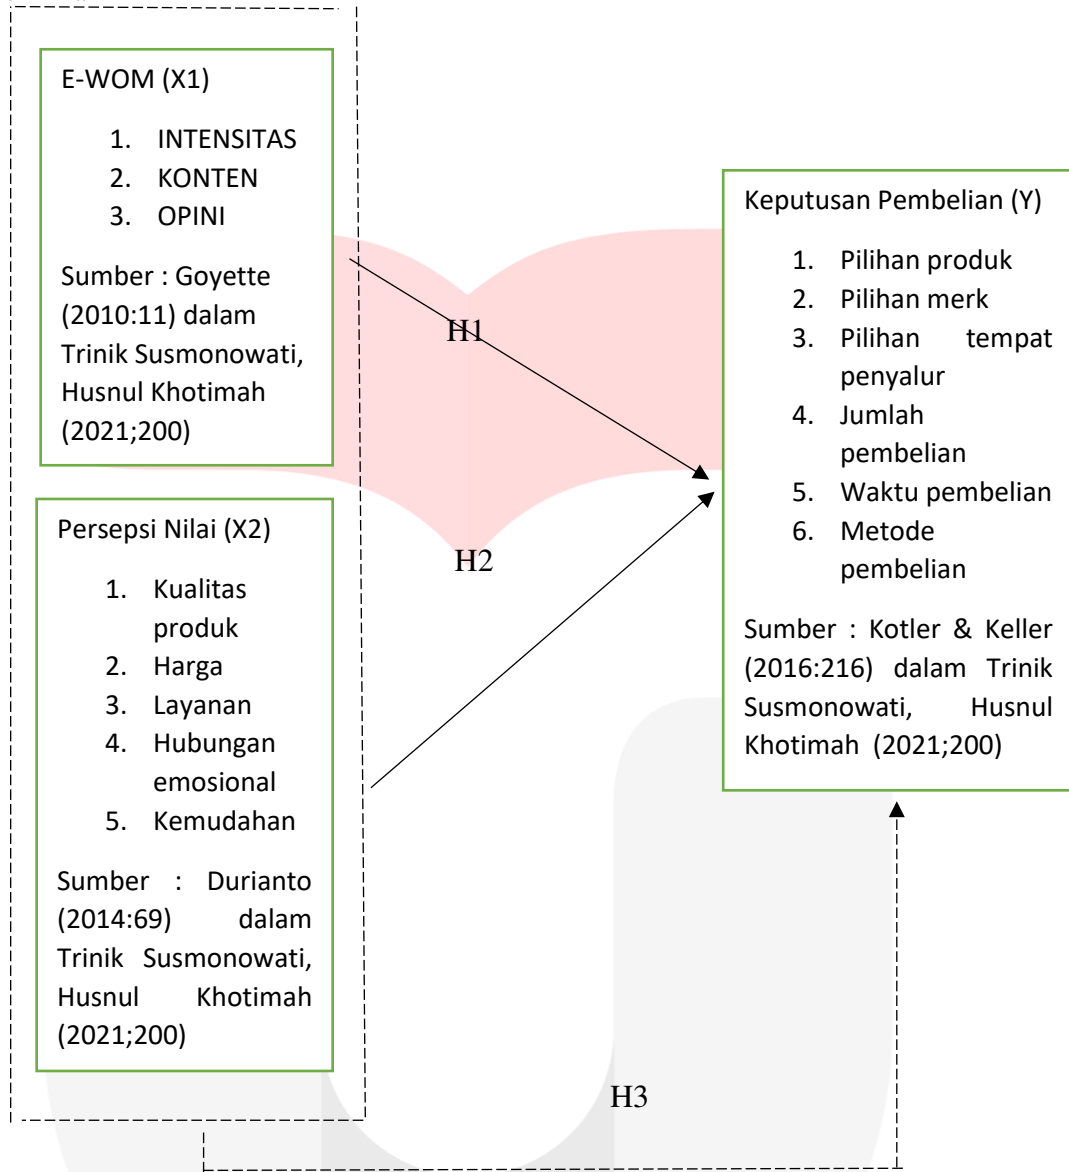 E-WOM (X1)
1. INTENSITAS
2. KONTEN
3. OPINI
Sumber : Goyette
(2010:11) dalam
Trinik Susmonowati,
Husnul Khotimah
(2021;200)
H1
Keputusan Pembelian (Y)
1. Pilihan produk
2. Pilihan merk
3. Pilihan tempat
penyalur
4. Jumlah
pembelian
5. Waktu pembelian
6. Metode
pembelian
Sumber : Kotler & Keller
(2016:216) dalam Trinik
Susmonowati, Husnul
Khotimah (2021;200)
Persepsi Nilai (X2)
1. Kualitas
produk
2. Harga
3. Layanan
4. Hubungan
emosional
5. Kemudahan
Sumber : Durianto
(2014:69) dalam
Trinik Susmonowati,
Husnul Khotimah
(2021;200)
H2
H3